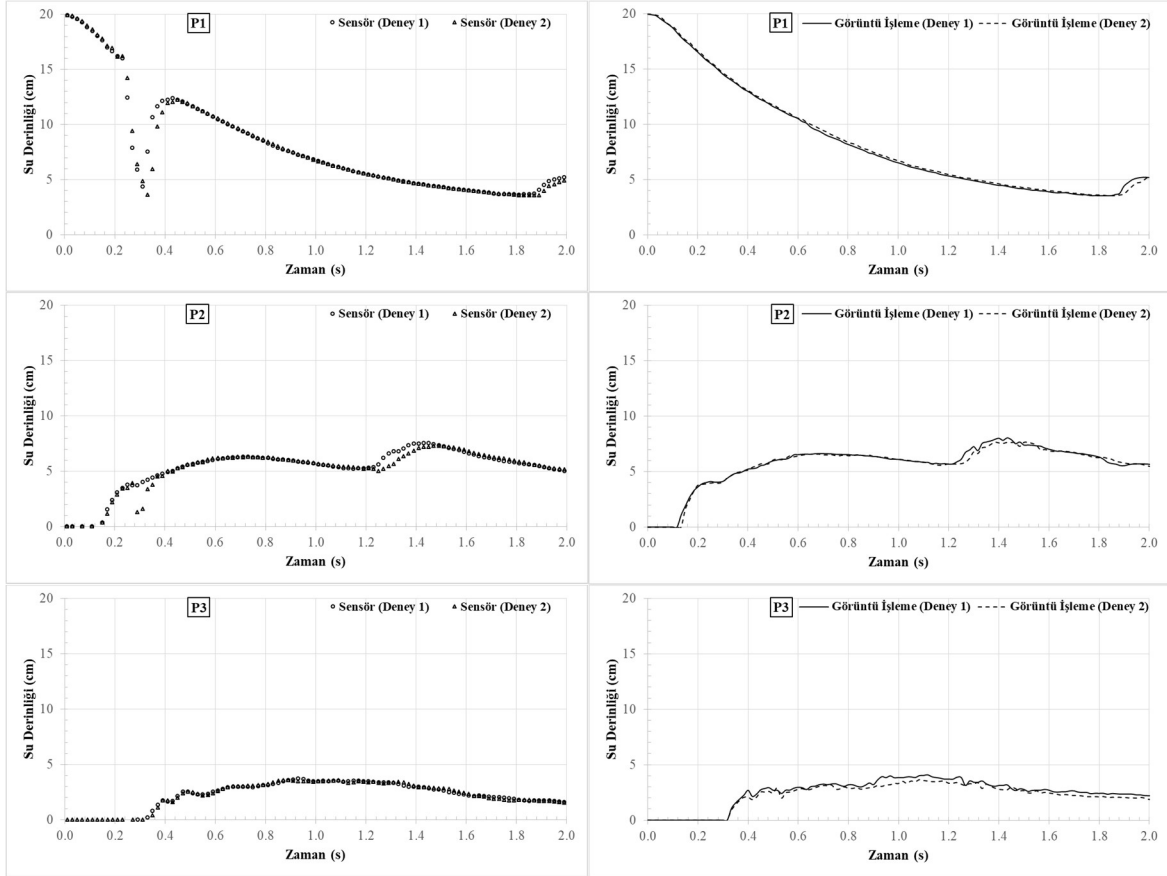 P1
Sensör (Deney 1)
Sensör (Deney 2)
Su Derinliği (cm)
20
15
10
5
0
0.0 0.2 0.4 0.6 0.8 1.0 1.2 1.4 1.6 1.8 2.0
Zaman (s)
P1
Görüntü İşleme (Deney 1)
Görüntü İşleme (Deney 2)
Su Derinliği (cm)
20
15
10
5
0
0.0 0.2 0.4 0.6 0.8 1.0 1.2 1.4 1.6 1.8 2.0
Zaman (s)
P2
Sensör (Deney 1)
Sensör (Deney 2)
Su Derinliği (cm)
20
15
10
5
0
0.0 0.2 0.4 0.6 0.8 1.0 1.2 1.4 1.6 1.8 2.0
Zaman (s)
P2
Görüntü İşleme (Deney 1)
Görüntü İşleme (Deney 2)
Su Derinliği (cm)
20
15
10
5
0
0.0 0.2 0.4 0.6 0.8 1.0 1.2 1.4 1.6 1.8 2.0
Zaman (s)
P3
Sensör (Deney 1)
Sensör (Deney 2)
Su Derinliği (cm)
20
15
10
5
0
0.0 0.2 0.4 0.6 0.8 1.0 1.2 1.4 1.6 1.8 2.0
Zaman (s)
P3
Görüntü İşleme (Deney 1)
Görüntü İşleme (Deney 2)
Su Derinliği (cm)
20
15
10
5
0
0.0 0.2 0.4 0.6 0.8 1.0 1.2 1.4 1.6 1.8 2.0
Zaman (s)